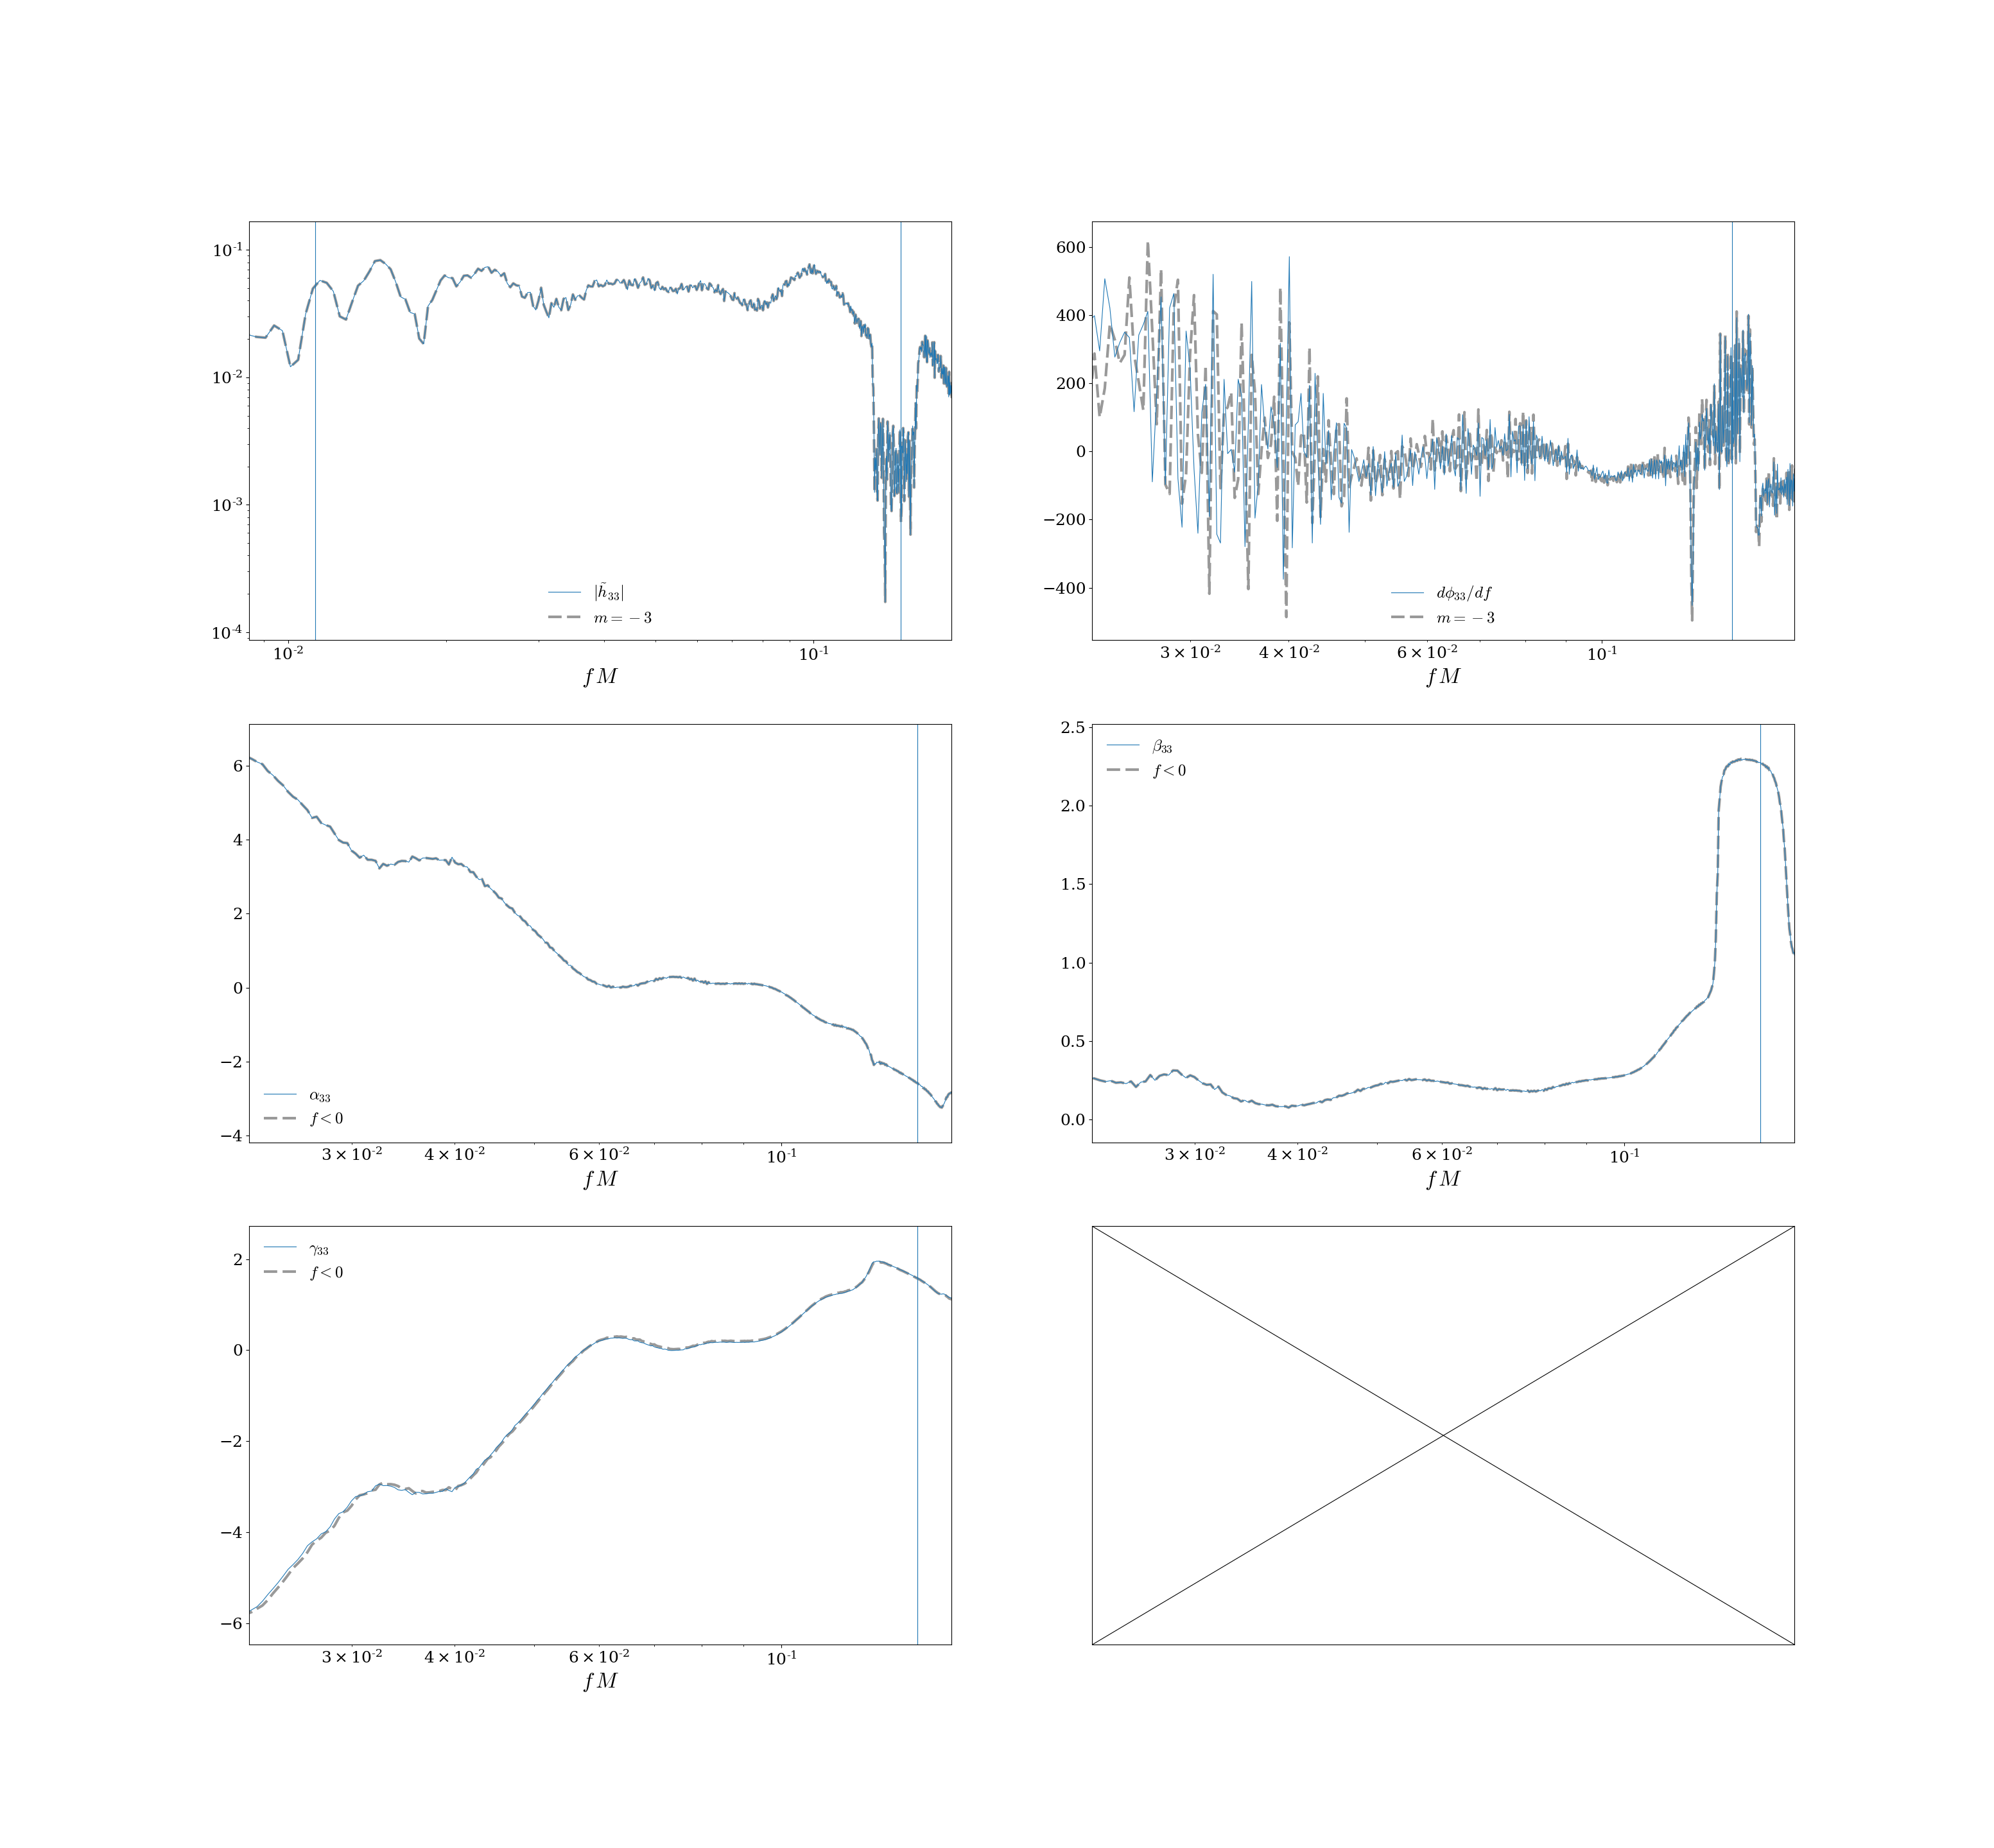 10⁻¹
10⁻²
10⁻³
10⁻⁴
|h̃₃₃|
m = −3
10⁻² 10⁻¹
f M
600
400
200
0
−200
−400
dϕ₃₃/df
m = −3
3 × 10⁻² 4 × 10⁻² 6 × 10⁻² 10⁻¹
f M
6
4
2
0
−2
−4
α₃₃
f < 0
3 × 10⁻² 4 × 10⁻² 6 × 10⁻² 10⁻¹
f M
2.5
2.0
1.5
1.0
0.5
0.0
β₃₃
f < 0
3 × 10⁻² 4 × 10⁻² 6 × 10⁻² 10⁻¹
f M
2
0
−2
−4
−6
γ₃₃
f < 0
3 × 10⁻² 4 × 10⁻² 6 × 10⁻² 10⁻¹
f M